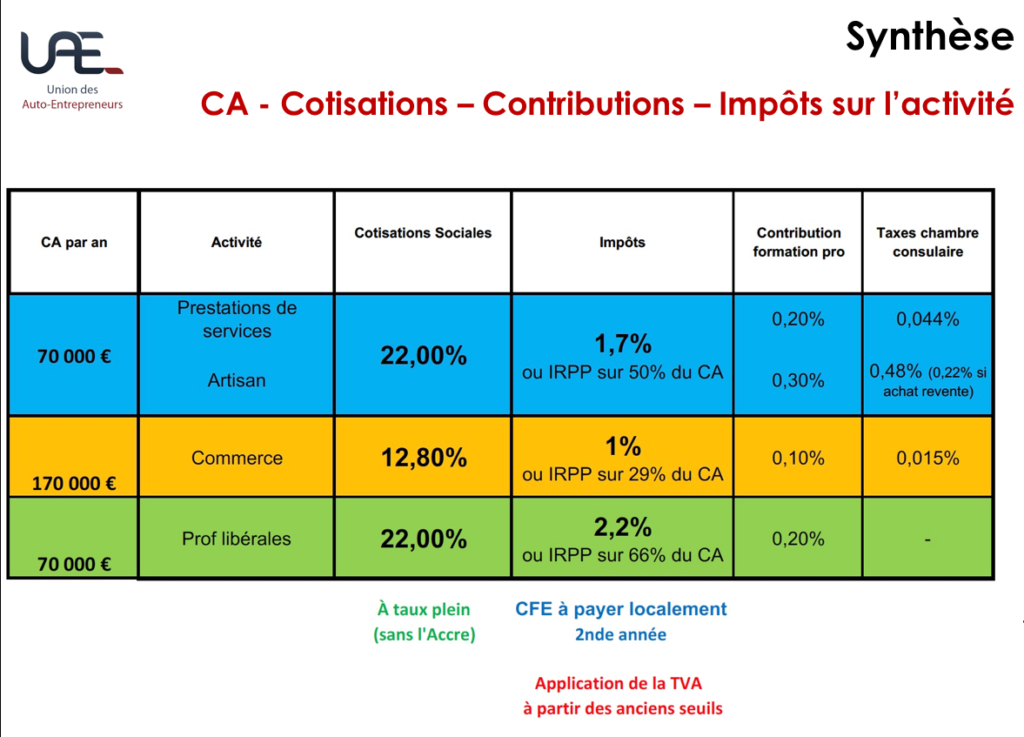 Synthèse
UAE
Union des
Auto-Entrepreneurs
CA - Cotisations – Contributions – Impôts sur l'activité
CA par an
Activité
Cotisations Sociales
Impôts
Contribution
formation pro
Taxes chambre
consulaire
70 000 €
Prestations de
services
Artisan
22,00%
1,7%
ou IRPP sur 50% du CA
0,20%
0,30%
0,044%
0,48% (0,22% si
achat revente)
170 000 €
Commerce
12,80%
1%
ou IRPP sur 29% du CA
0,10%
0,015%
70 000 €
Prof libérales
22,00%
2,2%
ou IRPP sur 66% du CA
0,20%
-
À taux plein
(sans l'Accre)
CFE à payer localement
2nde année
Application de la TVA
à partir des anciens seuils